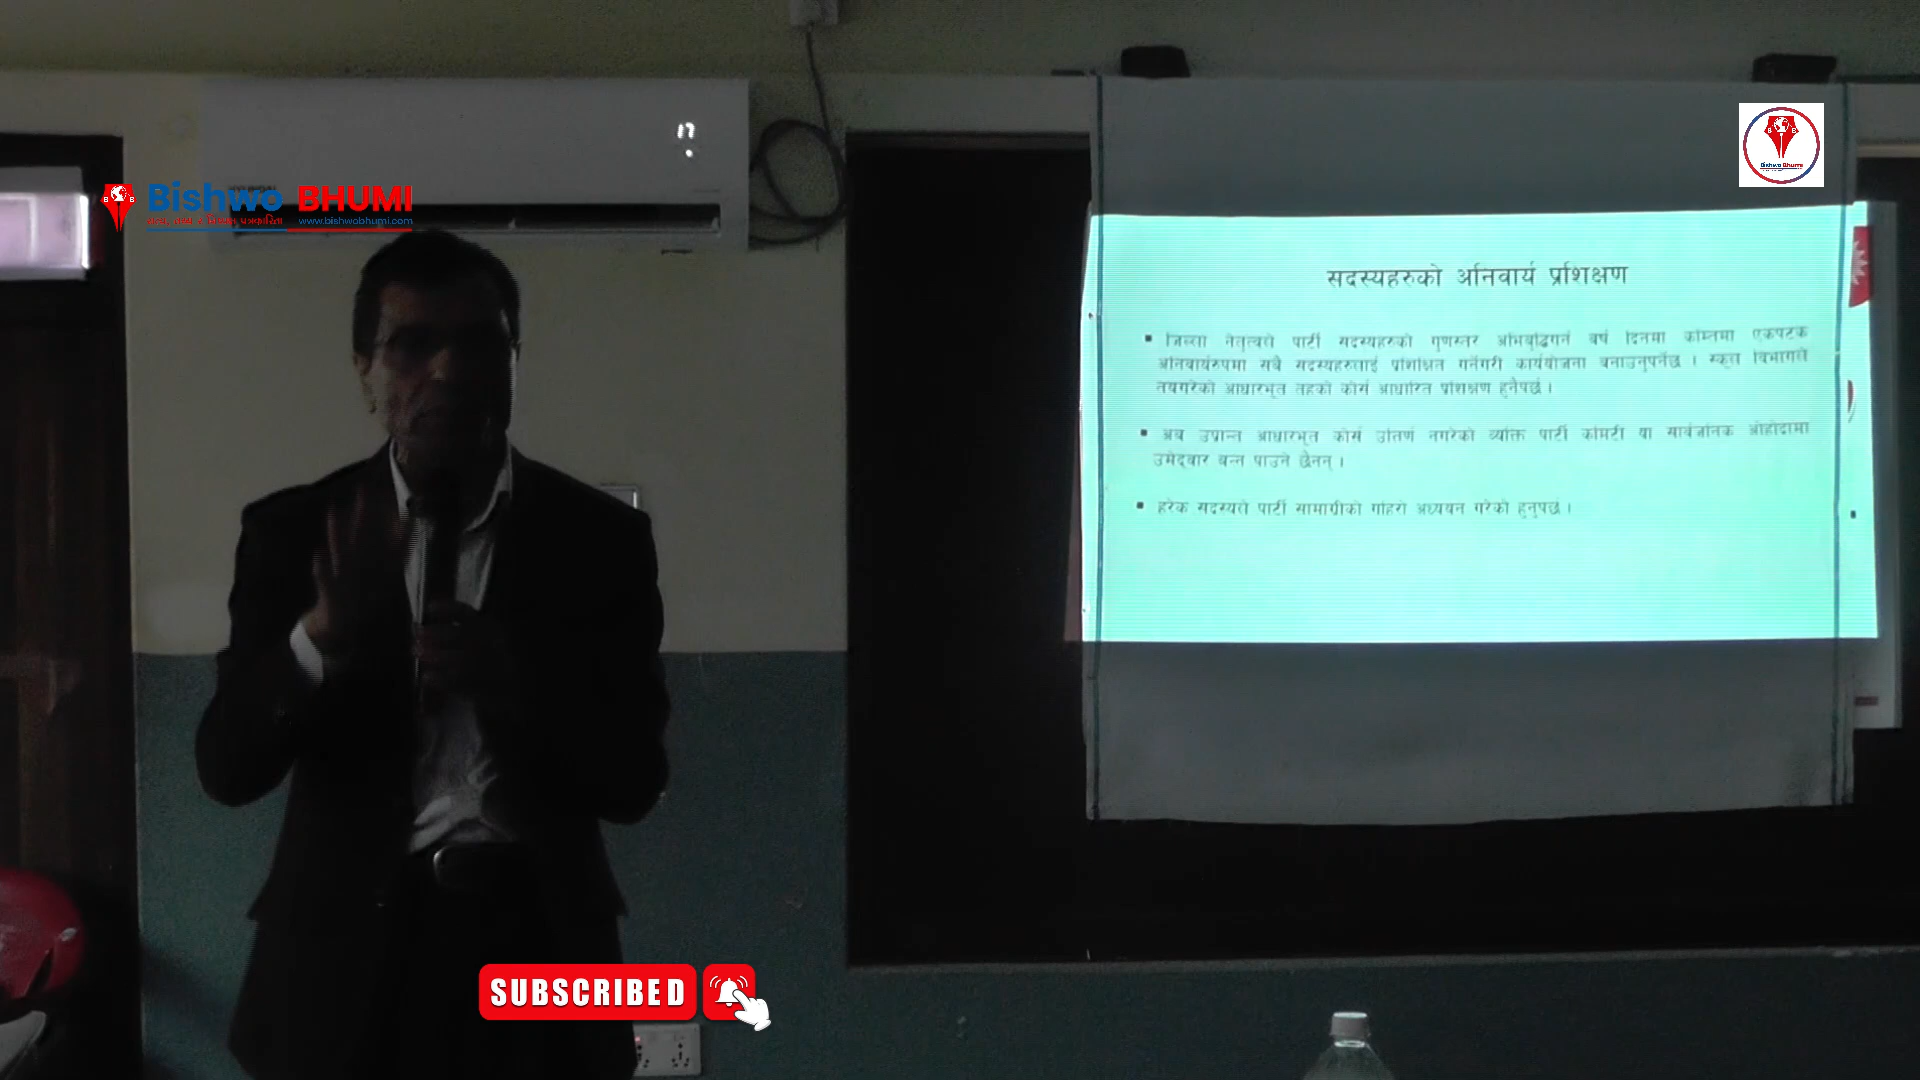 Bishwo BHUMI
www.bishwobhumi.com
Bishwo Bhumi
सदस्यहरुको अनिवार्य प्रशिक्षण
▪ जिल्ला नेतृत्वले पार्टी सदस्यहरुको गुणस्तर अभिबृद्धिगर्न वर्ष दिनमा कम्तिमा एकपटक
अनिवार्यरुपमा सबै सदस्यहरुलाई प्रशिक्षित गर्नेगरी कार्ययोजना बनाउनुपर्नेछ । स्कूल विभागले
तयगरेको आधारभूत तहको कोर्स आधारित प्रशिक्षण हुनेपर्छ ।
▪ अब उप्रान्त आधारभूत कोर्स उतिर्ण नगरेको व्यक्ति पार्टी कमिटी वा सार्वजनिक ओहोदामा
उमेद्वार बन्न पाउने छैनन् ।
▪ हरेक सदस्यले पार्टी सामाग्रीको गहिरो अध्ययन गरेको हुनुपर्छ ।
SUBSCRIBED